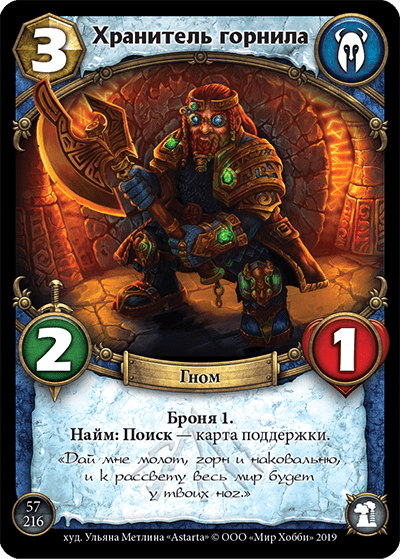 3
Хранитель горнила
2
Гном
1
Броня 1.
Найм: Поиск — карта поддержки.
«Дай мне молот, горн и наковальню,
и к рассвету весь мир будет
у твоих ног.»
57
216
худ. Ульяна Метлина «Astarta» © ООО «Мир Хобби» 2019